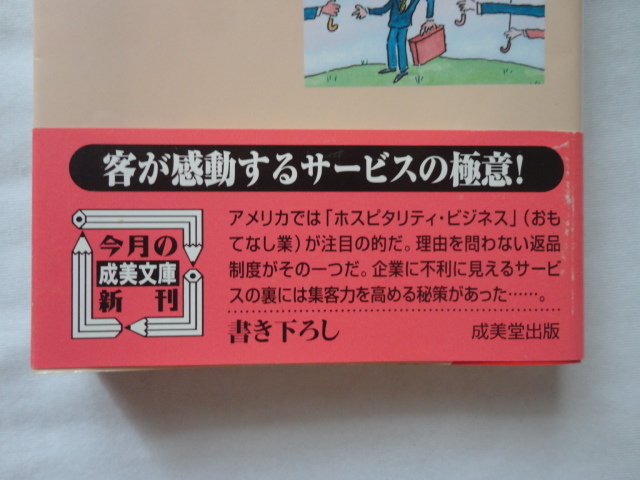 客が感動するサービスの極意!
今月の
成美文庫
新刊
アメリカでは「ホスピタリティ・ビジネス」(おも
てなし業)が注目の的だ。理由を問わない返品
制度がその一つだ。企業に不利に見えるサービ
スの裏には集客力を高める秘策があった……。
書き下ろし
成美堂出版